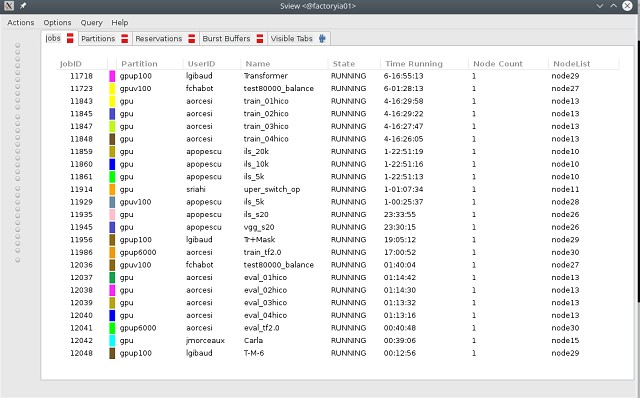 Sview <@factoryia01>
Actions Options Query Help
Jobs Partitions Reservations Burst Buffers Visible Tabs
JobID Partition UserID Name State Time Running Node Count NodeList
11718 gpup100 lgibaud Transformer RUNNING 6-16:55:13 1 node29
11723 gpuv100 fchabot test80000_balance RUNNING 6-01:28:13 1 node27
11843 gpu aorcesi train_01hico RUNNING 4-16:29:58 1 node13
11845 gpu aorcesi train_02hico RUNNING 4-16:29:22 1 node13
11847 gpu aorcesi train_03hico RUNNING 4-16:27:47 1 node13
11848 gpu aorcesi train_04hico RUNNING 4-16:26:05 1 node13
11859 gpu apopescu ils_20k RUNNING 1-22:51:19 1 node10
11860 gpu apopescu ils_10k RUNNING 1-22:51:16 1 node10
11861 gpu apopescu ils_5k RUNNING 1-22:51:13 1 node10
11914 gpu sriahi uper_switch_op RUNNING 1-01:07:34 1 node11
11929 gpuv100 apopescu ils_5k RUNNING 1-00:25:37 1 node28
11935 gpu apopescu ils_s20 RUNNING 23:33:55 1 node26
11945 gpu apopescu vgg_s20 RUNNING 23:30:15 1 node26
11956 gpup100 lgibaud Tr+Mask RUNNING 19:05:12 1 node29
11986 gpup6000 aorcesi train_tf2.0 RUNNING 17:00:52 1 node30
12036 gpuv100 fchabot test80000_balance RUNNING 01:40:04 1 node27
12037 gpu aorcesi eval_01hico RUNNING 01:14:42 1 node13
12038 gpu aorcesi eval_02hico RUNNING 01:14:30 1 node13
12039 gpu aorcesi eval_03hico RUNNING 01:13:32 1 node13
12040 gpu aorcesi eval_04hico RUNNING 01:13:16 1 node13
12041 gpup6000 aorcesi eval_tf2.0 RUNNING 00:40:48 1 node30
12042 gpu jmorceaux Carla RUNNING 00:39:06 1 node15
12048 gpup100 lgibaud T-M-6 RUNNING 00:12:56 1 node29